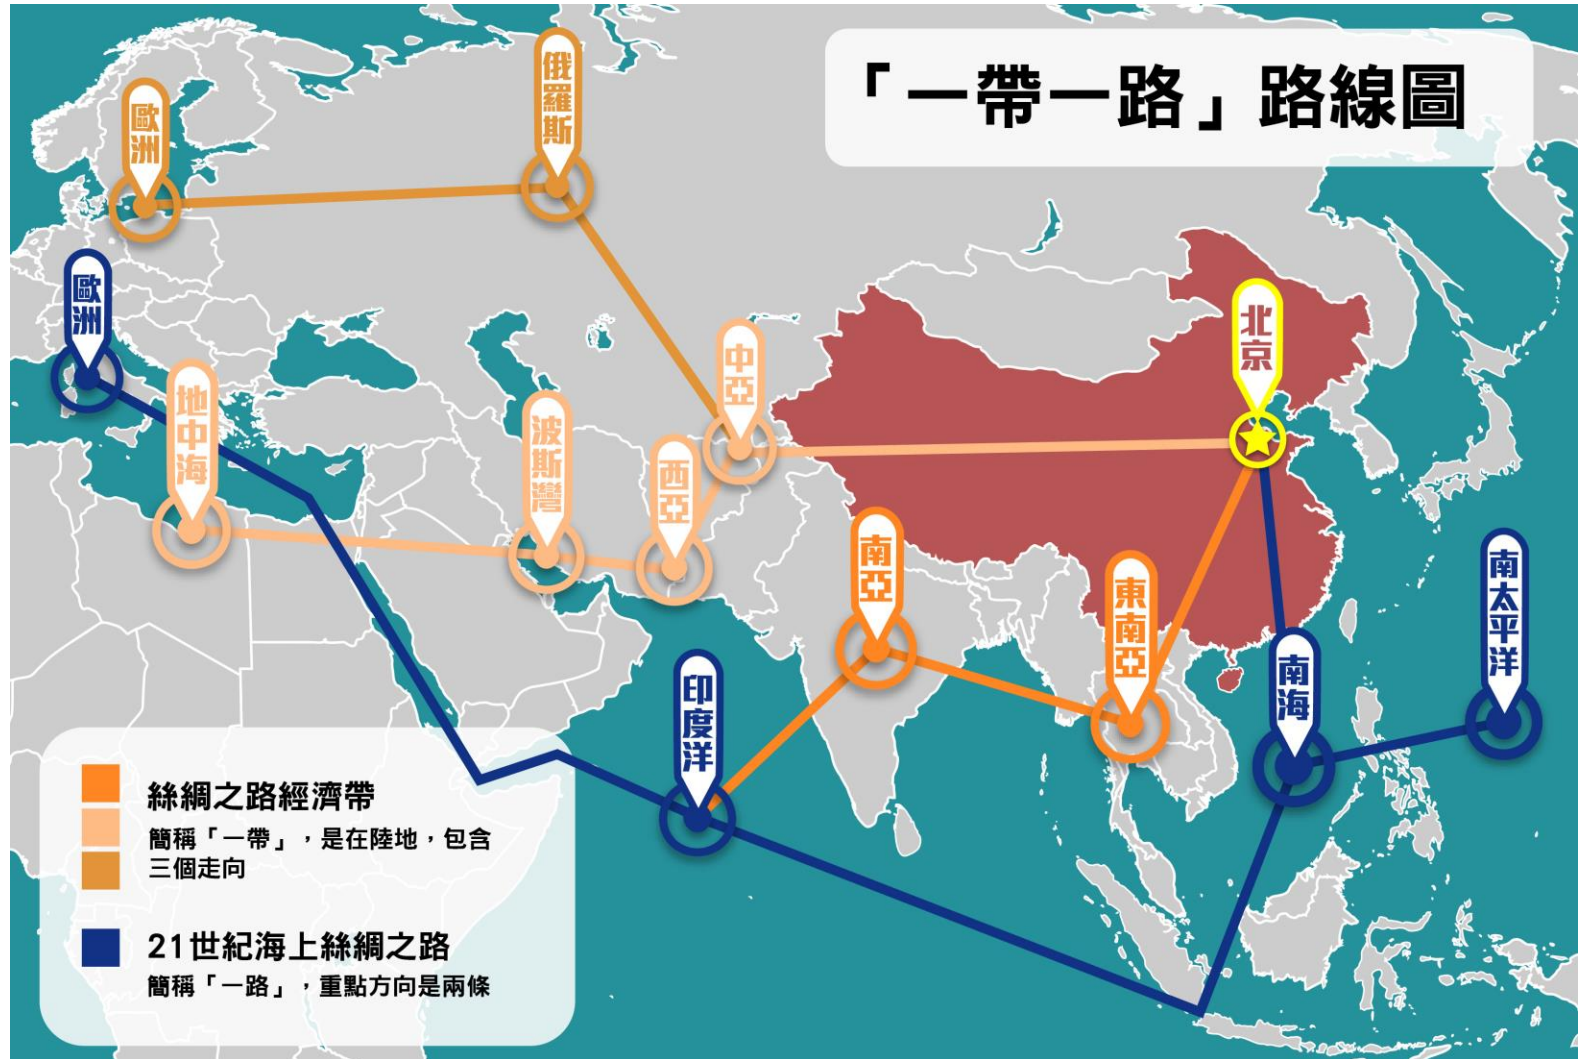 「一帶一路」路線圖
歐洲
俄羅斯
歐洲
地中海
波斯灣
西亞
中亞
北京
南亞
東南亞
印度洋
南海
南太平洋
絲綢之路經濟帶
簡稱「一帶」，是在陸地，包含
三個走向
21世紀海上絲綢之路
簡稱「一路」，重點方向是兩條